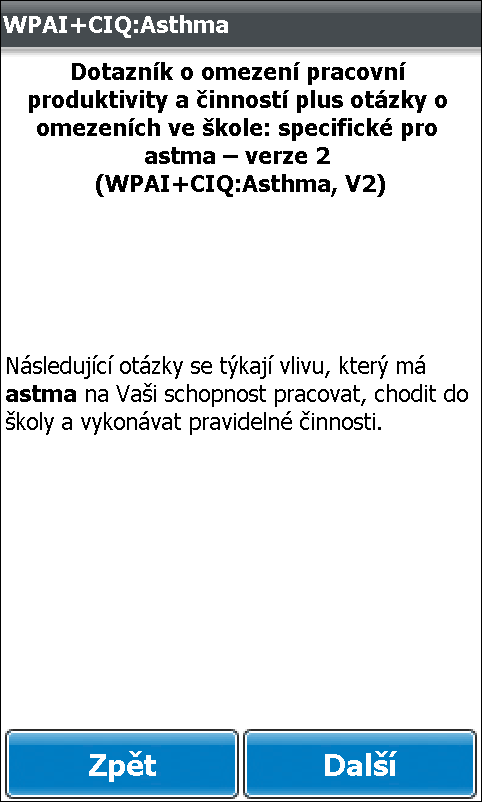 WPAI+CIQ:Asthma
Dotazník o omezení pracovní
produktivity a činností plus otázky o
omezeních ve škole: specifické pro
astma – verze 2
(WPAI+CIQ:Asthma, V2)
Následující otázky se týkají vlivu, který má
astma na Vaši schopnost pracovat, chodit do
školy a vykonávat pravidelné činnosti.
Zpět
Další